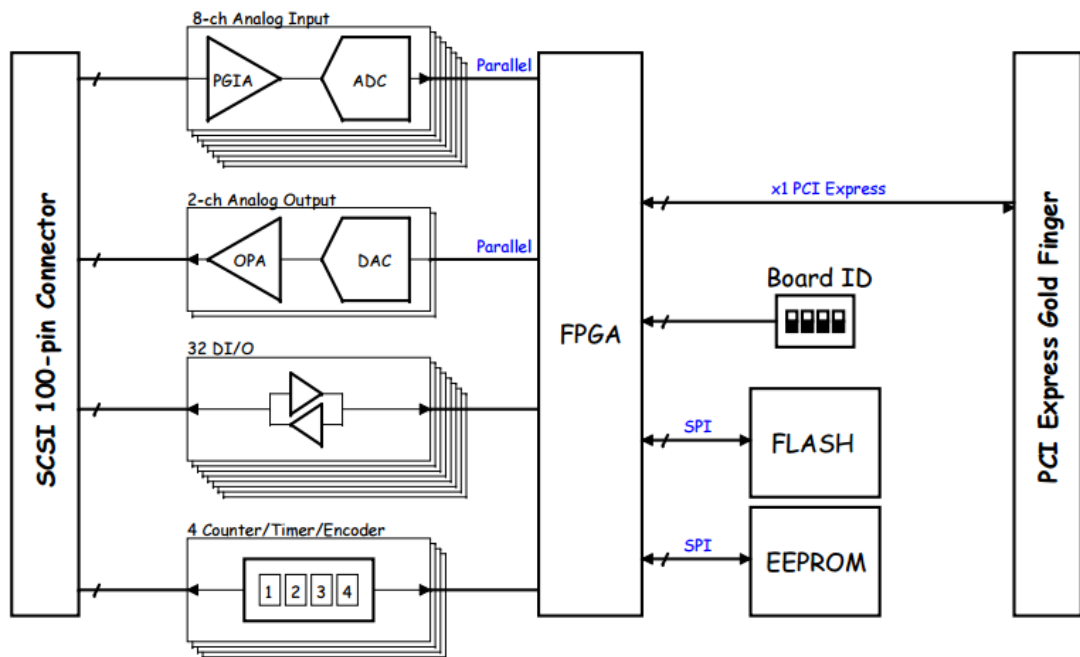 8-ch Analog Input
PGIA
ADC
Parallel
SCSI 100-pin Connector
2-ch Analog Output
OPA
DAC
Parallel
32 DI/O
4 Counter/Timer/Encoder
1 2 3 4
FPGA
x1 PCI Express
Board ID
SPI
FLASH
SPI
EEPROM
PCI Express Gold Finger